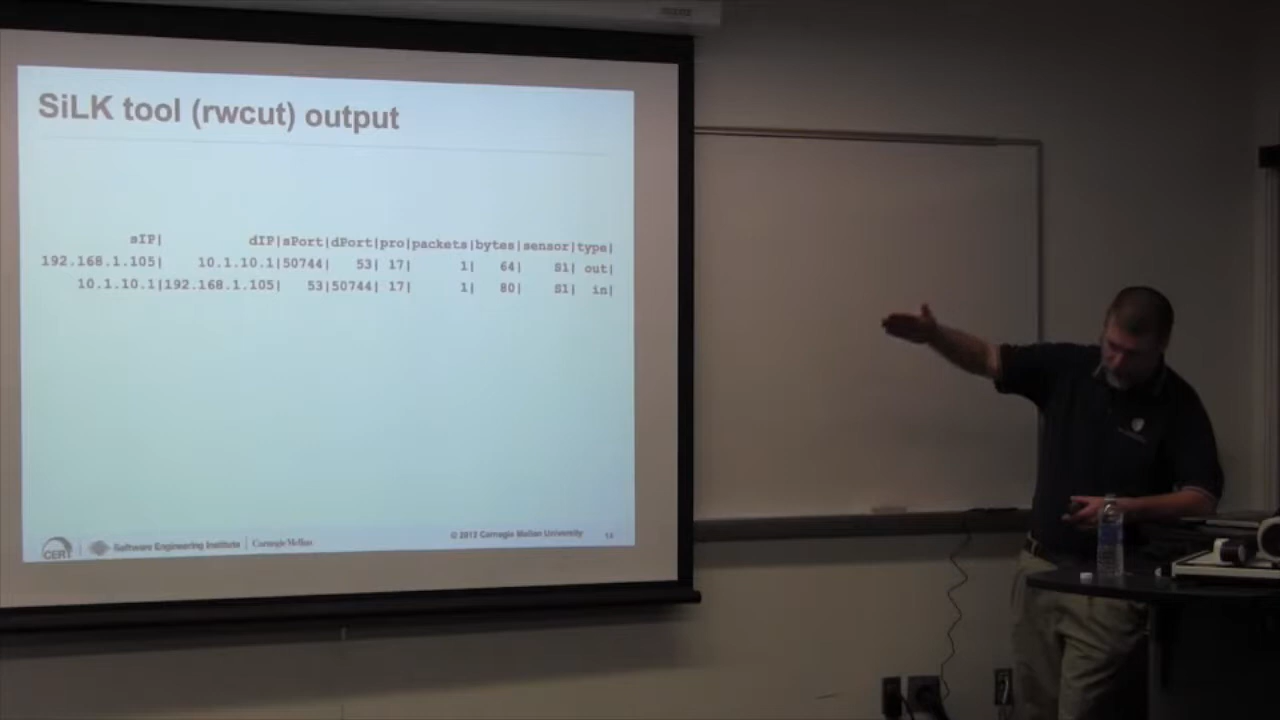 SiLK tool (rwcut) output
sIP| dIP|sPort|dPort|pro|packets|bytes|sensor|type|
192.168.1.105| 10.1.10.1|50744| 53| 17| 1| 64| S1| out|
10.1.10.1|192.168.1.105| 53|50744| 17| 1| 80| S1| in|
CERT | Software Engineering Institute | Carnegie Mellon
© 2013 Carnegie Mellon University